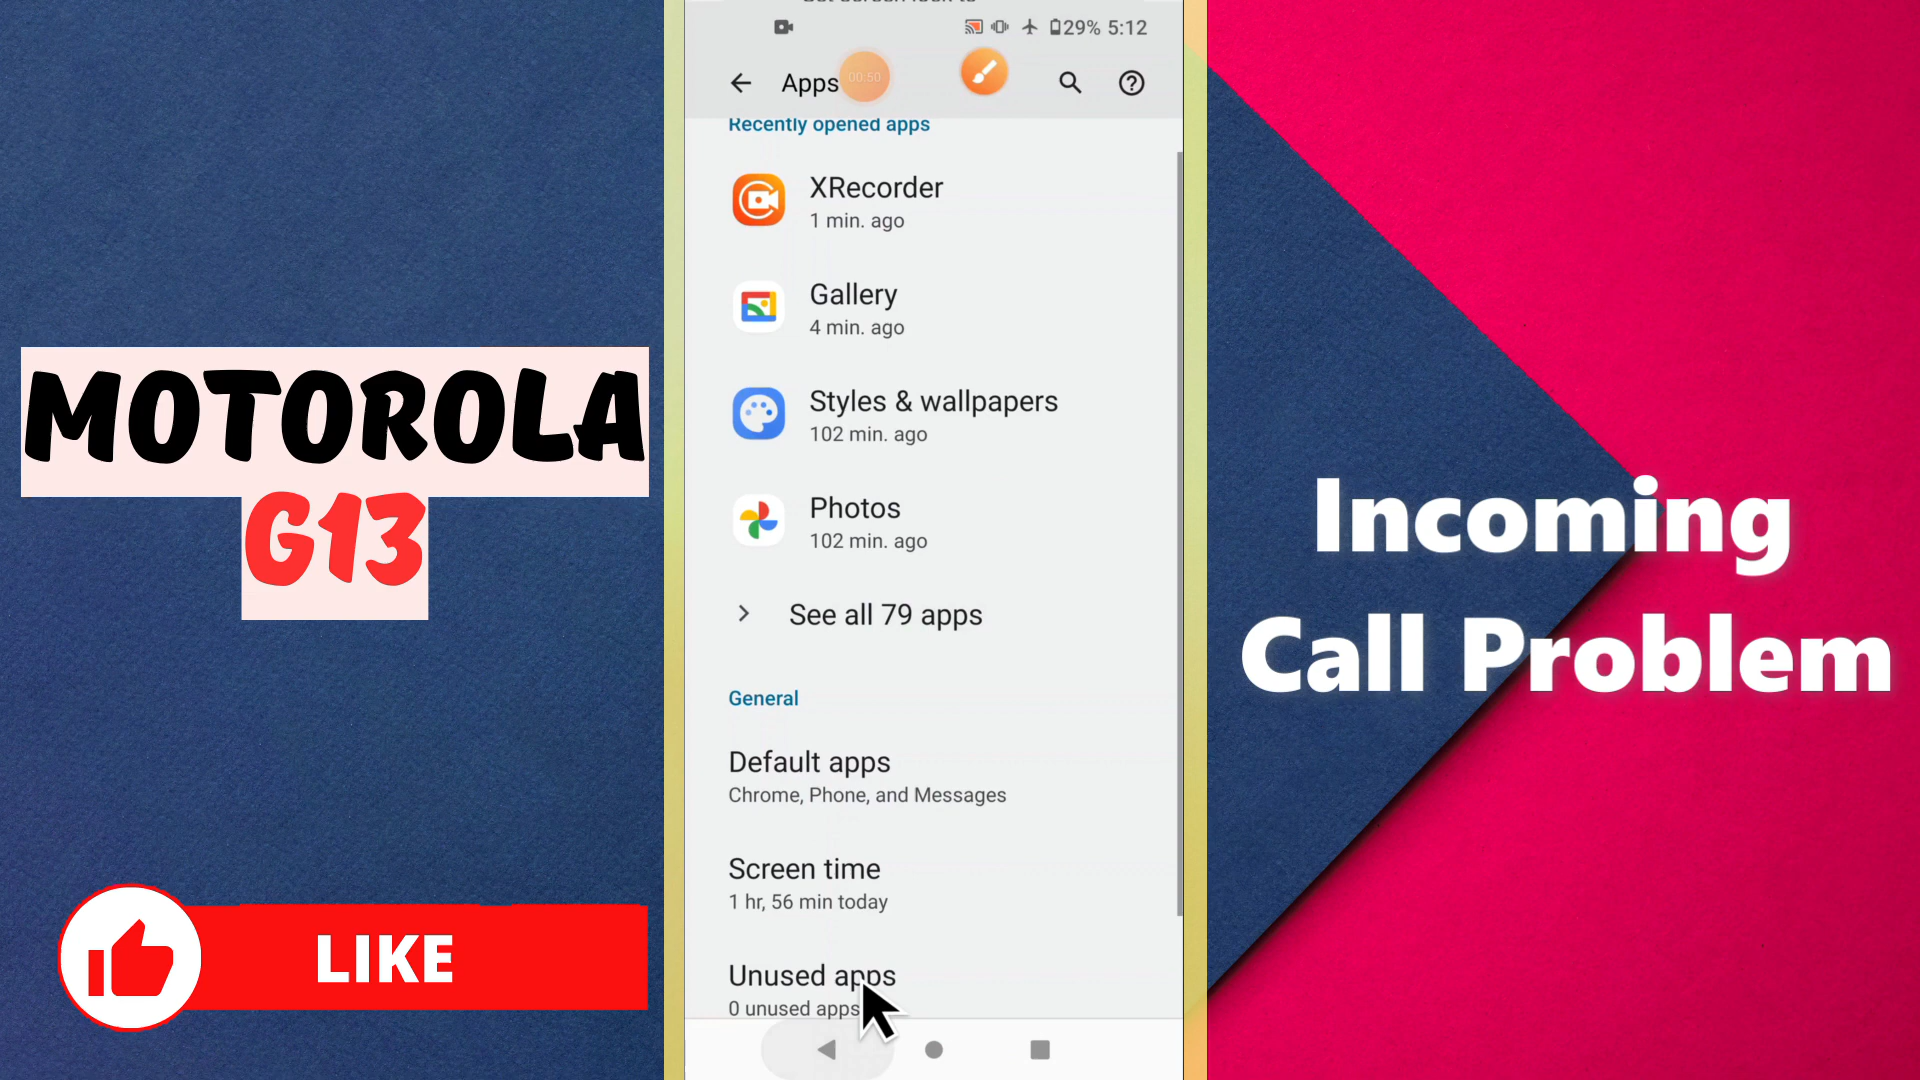 MOTOROLA
G13
LIKE
29% 5:12
Apps
00:50
Recently opened apps
XRecorder
1 min. ago
Gallery
4 min. ago
Styles & wallpapers
102 min. ago
Photos
102 min. ago
See all 79 apps
General
Default apps
Chrome, Phone, and Messages
Screen time
1 hr, 56 min today
Unused apps
0 unused apps
Incoming
Call Problem